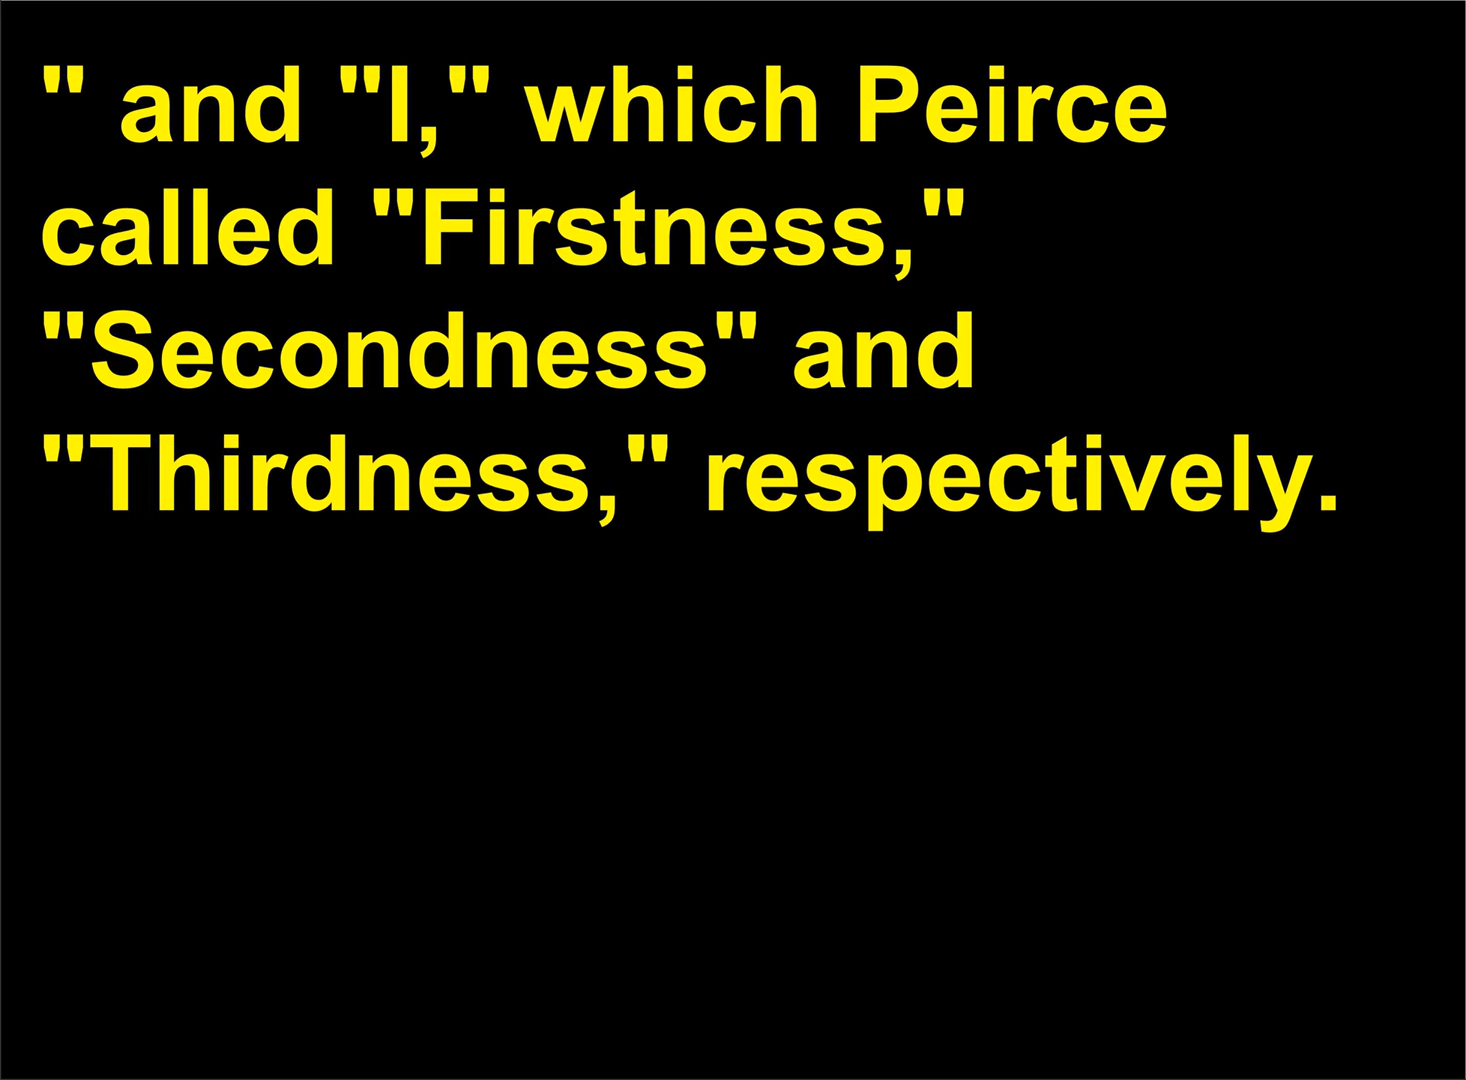 " and "I," which Peirce
called "Firstness,"
"Secondness" and
"Thirdness," respectively.